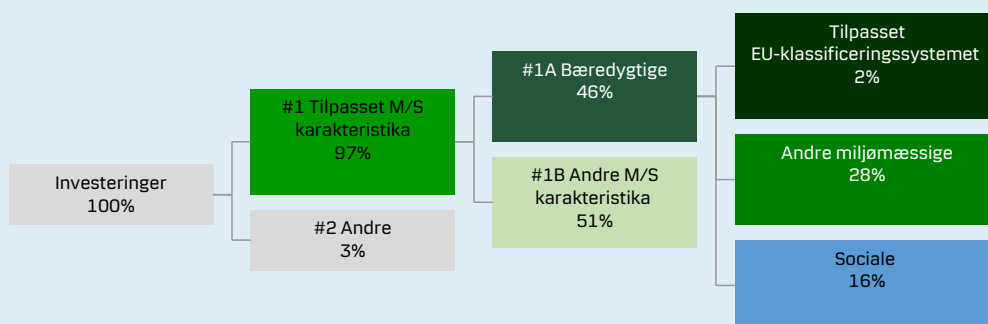 Investeringer
100%
#1 Tilpasset M/S
karakteristika
97%
#2 Andre
3%
#1A Bæredygtige
46%
#1B Andre M/S
karakteristika
51%
Tilpasset
EU-klassificeringssystemet
2%
Andre miljømæssige
28%
Sociale
16%